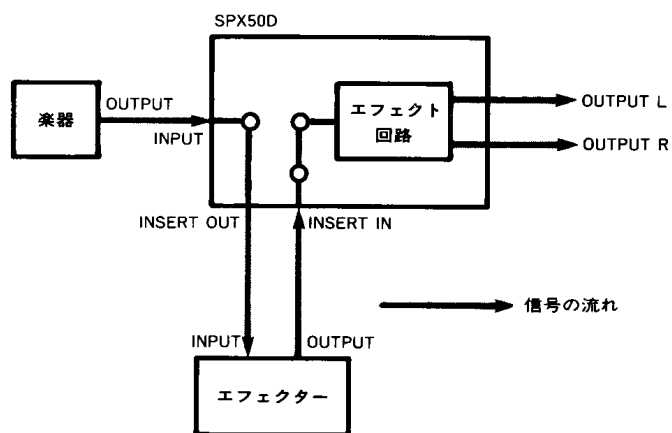 SPX50D
楽器
OUTPUT
INPUT
エフェクト
回路
OUTPUT L
OUTPUT R
INSERT OUT
INSERT IN
信号の流れ
INPUT
OUTPUT
エフェクター